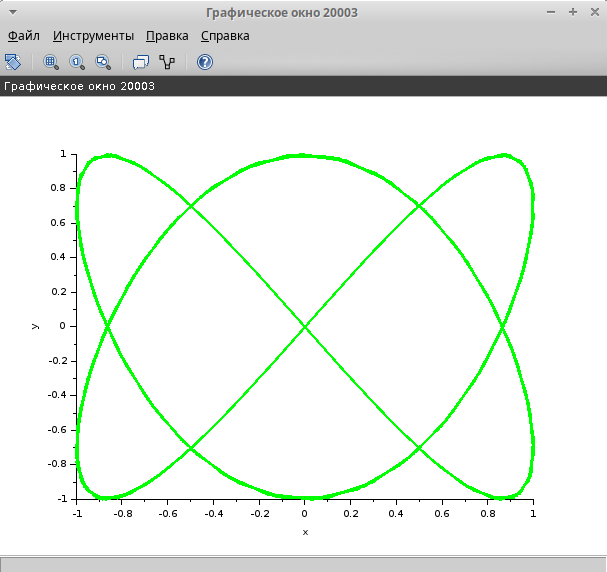 Графическое окно 20003
Файл Инструменты Правка Справка
Графическое окно 20003
1
0.8
0.6
0.4
0.2
y
0
-0.2
-0.4
-0.6
-0.8
-1
-1 -0.8 -0.6 -0.4 -0.2 0 0.2 0.4 0.6 0.8 1
x